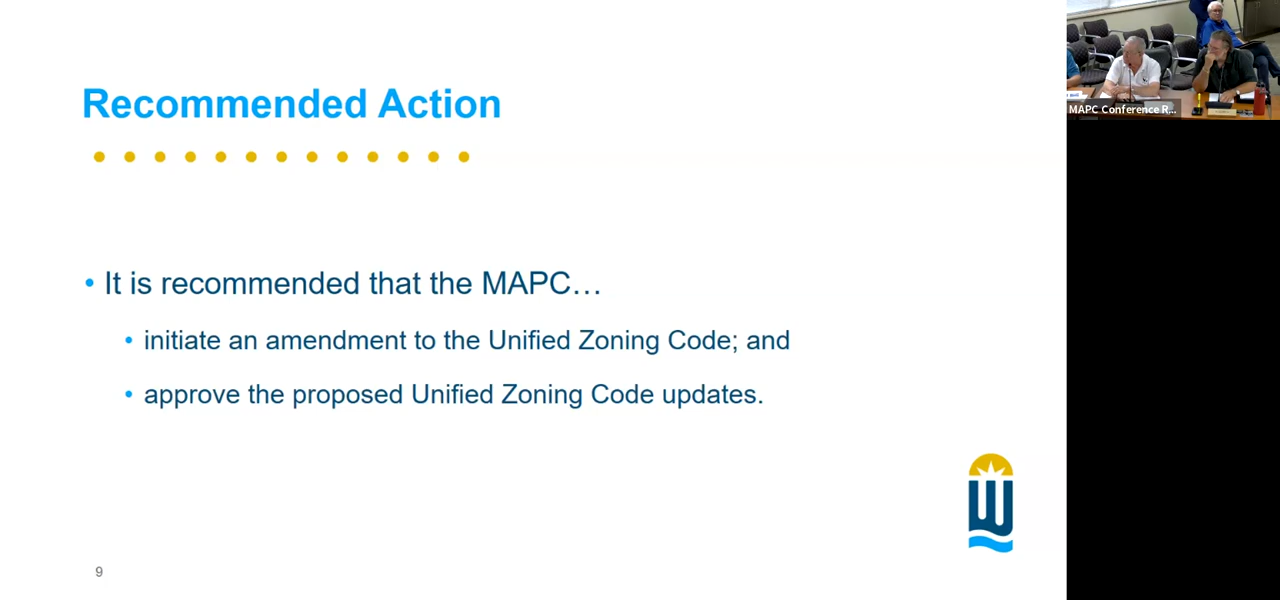 Recommended Action
• It is recommended that the MAPC…
• initiate an amendment to the Unified Zoning Code; and
• approve the proposed Unified Zoning Code updates.
9
MAPC Conference R...